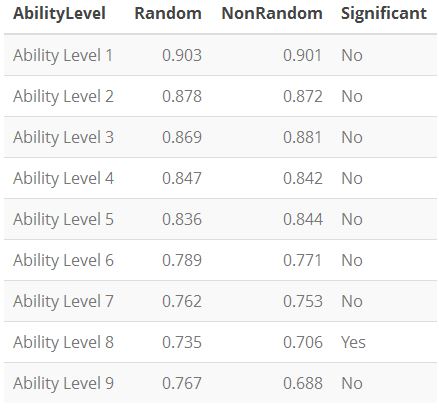 AbilityLevel Random NonRandom Significant
Ability Level 1 0.903 0.901 No
Ability Level 2 0.878 0.872 No
Ability Level 3 0.869 0.881 No
Ability Level 4 0.847 0.842 No
Ability Level 5 0.836 0.844 No
Ability Level 6 0.789 0.771 No
Ability Level 7 0.762 0.753 No
Ability Level 8 0.735 0.706 Yes
Ability Level 9 0.767 0.688 No